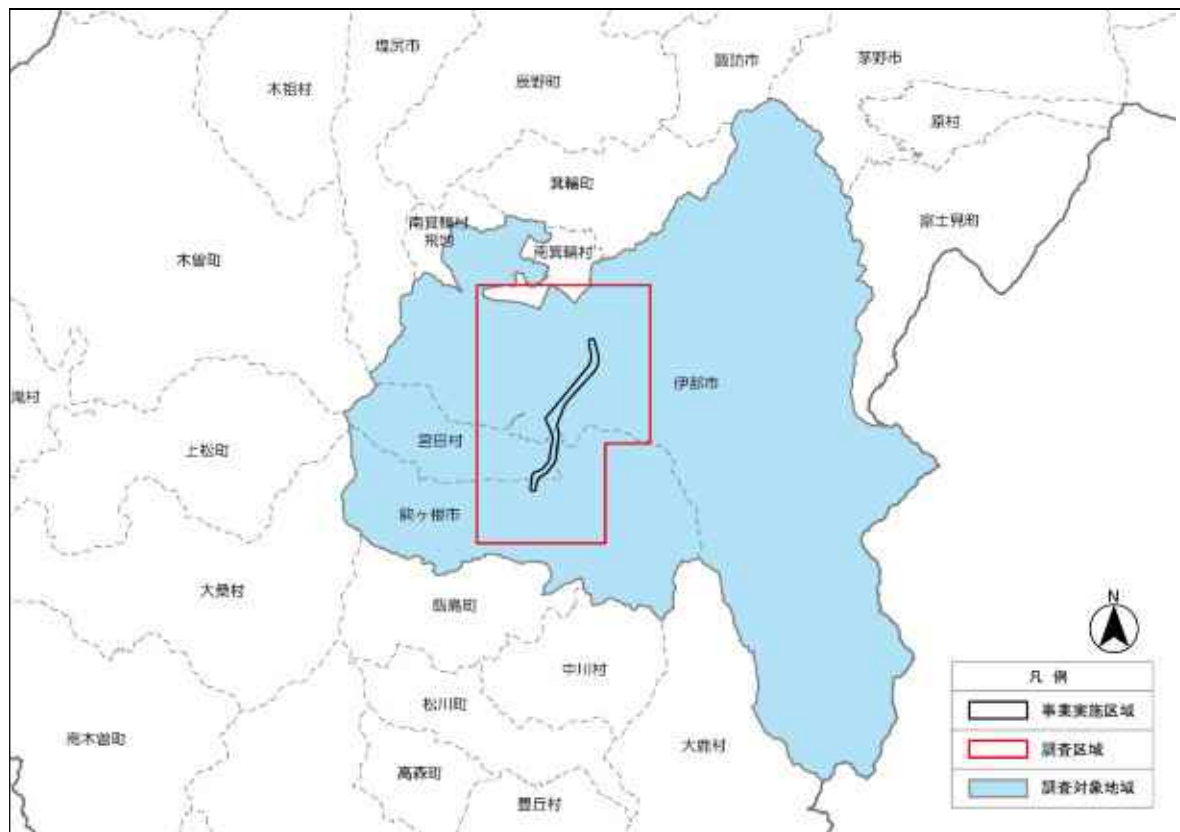 塩尻市
諏訪市
茅野市
木祖村
辰野町
原村
箕輪町
南箕輪村
飛地
南箕輪村
富士見町
木曽町
伊那市
滝村
上松町
宮田村
駒ヶ根市
大桑村
飯島町
中川村
松川町
大鹿村
南木曽町
高森町
豊丘村
N
凡 例
事業実施区域
調査区域
調査対象地域